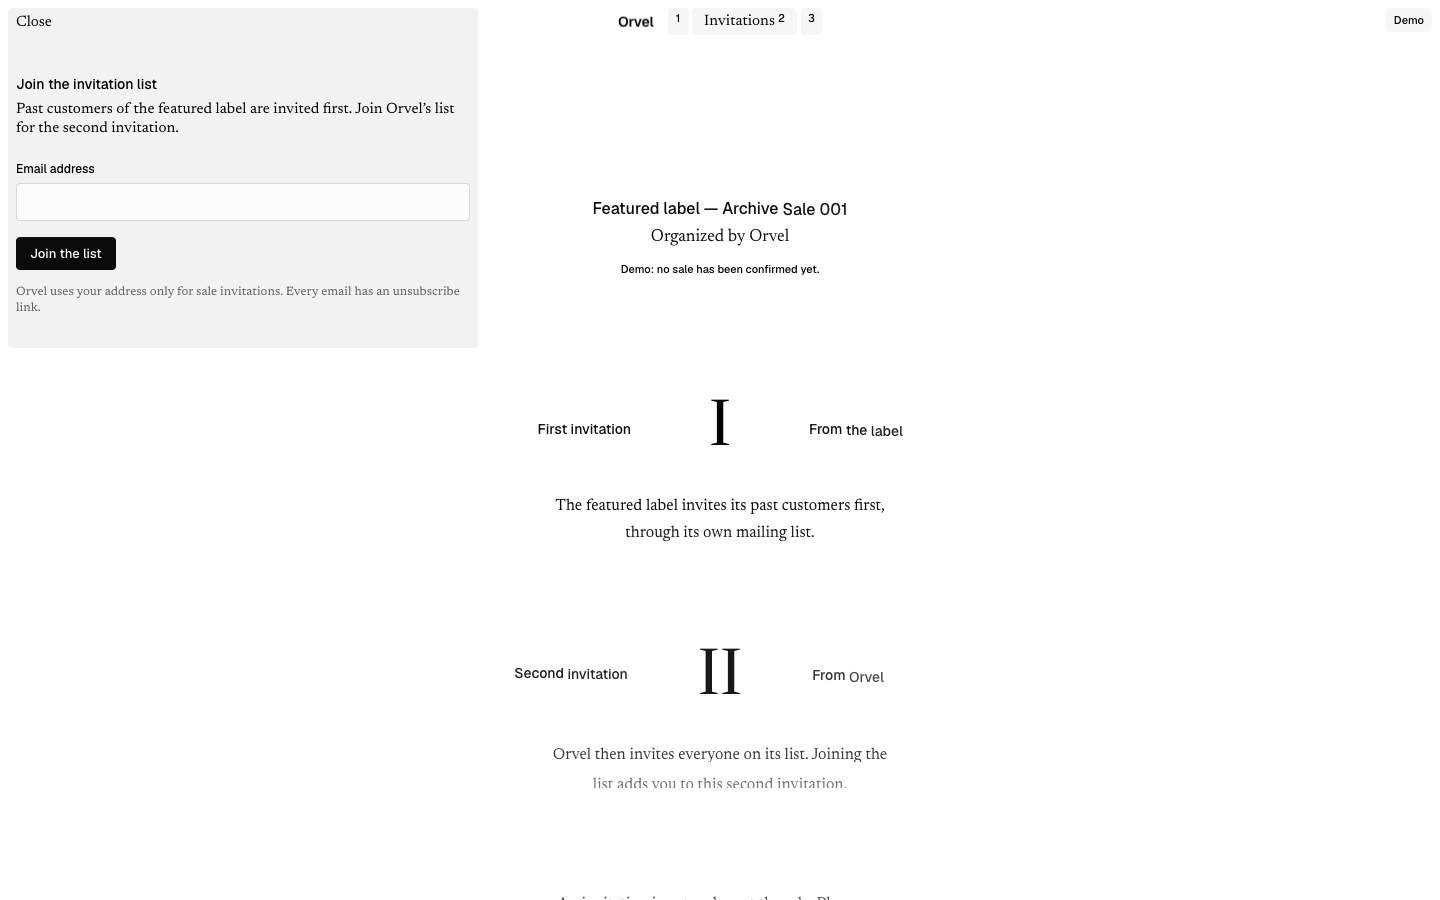 Close
Orvel 1 Invitations 2 3
Demo
Join the invitation list
Past customers of the featured label are invited first. Join Orvel’s list
for the second invitation.
Email address
Join the list
Orvel uses your address only for sale invitations. Every email has an unsubscribe
link.
Featured label — Archive Sale 001
Organized by Orvel
Demo: no sale has been confirmed yet.
First invitation I From the label
The featured label invites its past customers first,
through its own mailing list.
Second invitation II From Orvel
Orvel then invites everyone on its list. Joining the
list adds you to this second invitation.